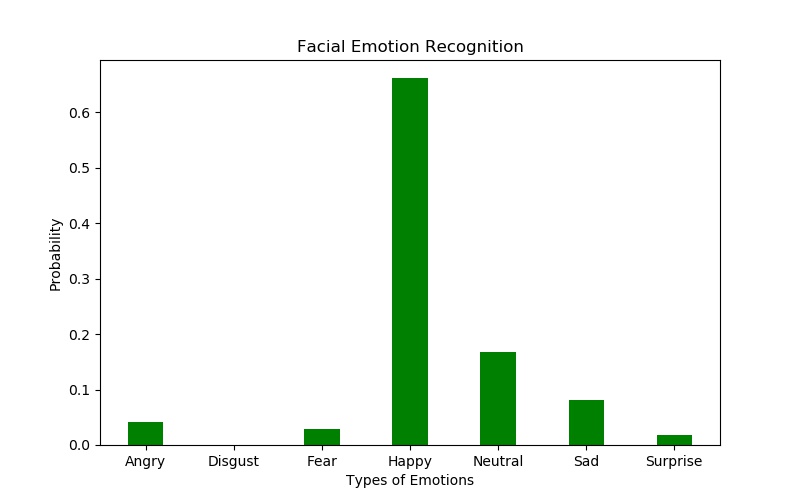 Facial Emotion Recognition
Probability
0.6
0.5
0.4
0.3
0.2
0.1
0.0
Angry Disgust Fear Happy Neutral Sad Surprise
Types of Emotions